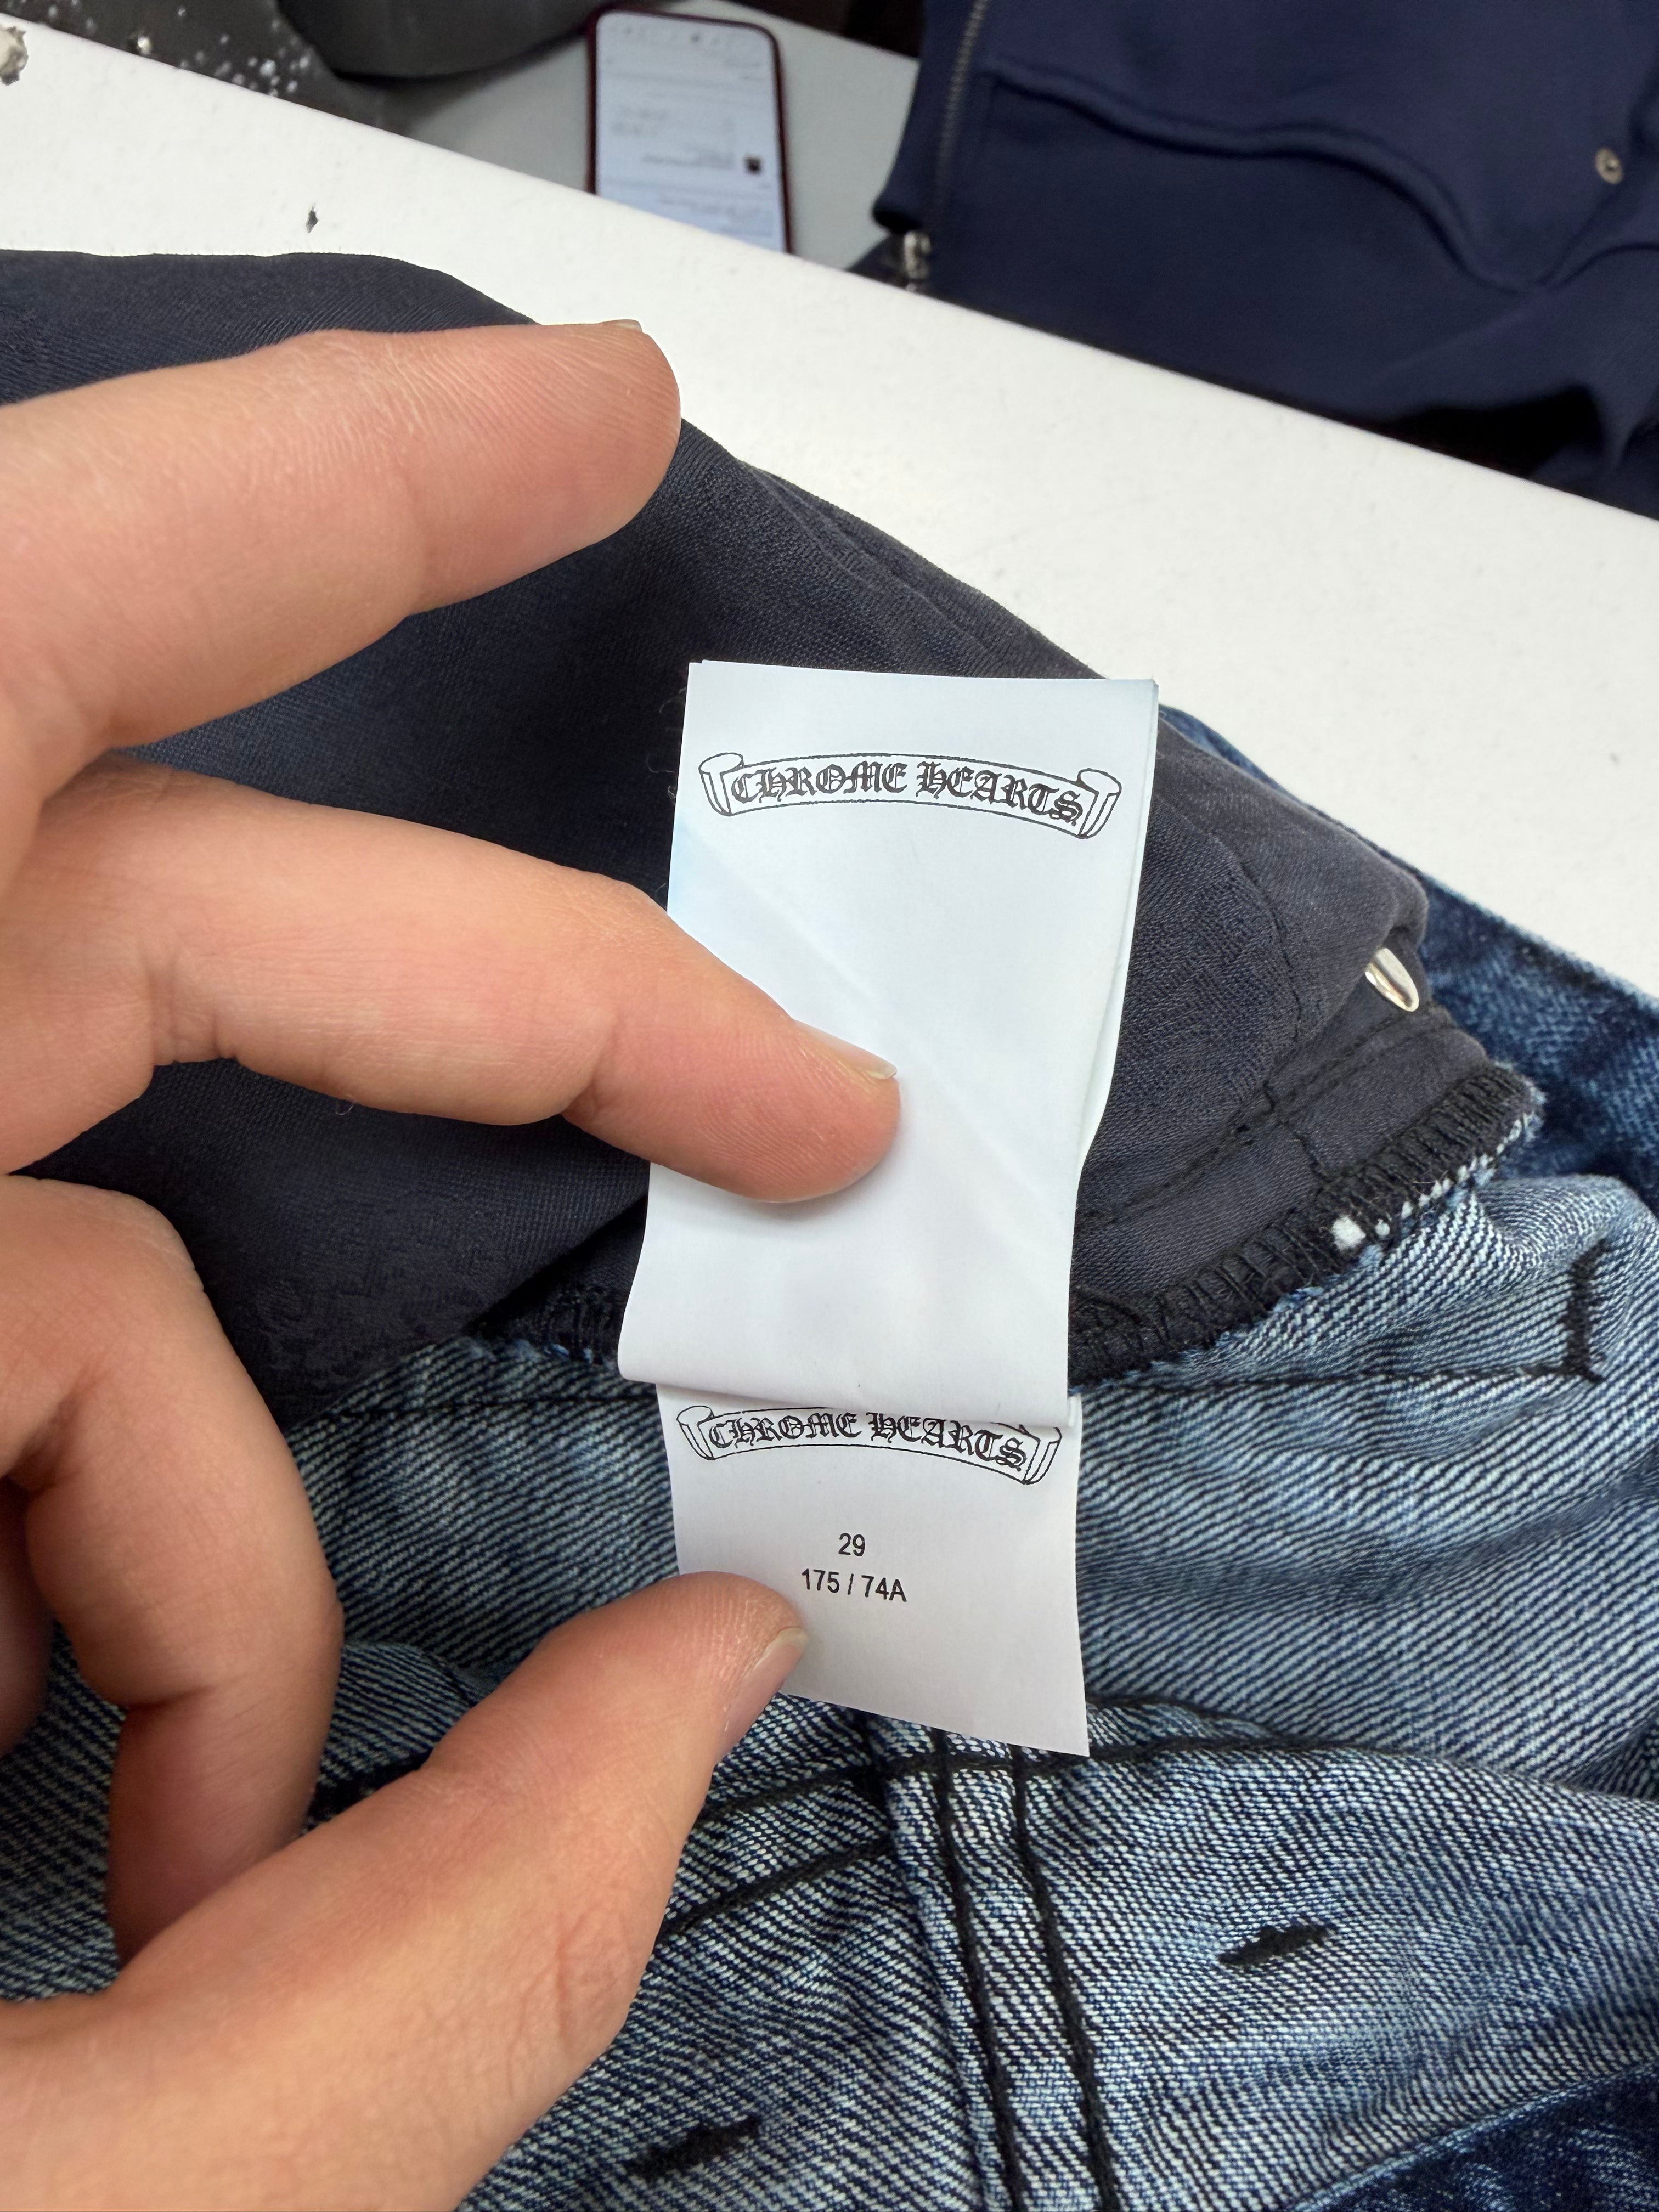 CHROME HEARTS
CHROME HEARTS
29
175 / 74A